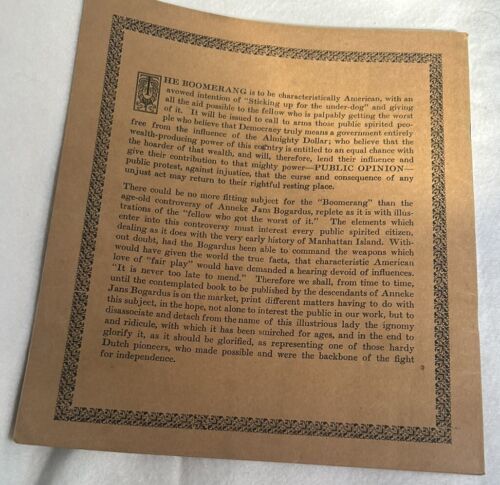 THE BOOMERANG is to be characteristically American, with an
avowed intention of "Sticking up for the under-dog" and giving
all the aid possible to the fellow who is palpably getting the worst
of it. It will be issued to call to arms those public spirited peo-
ple who believe that Democracy truly means a government entirely
free from the influence of the Almighty Dollar; who believe that the
wealth-producing power of this country is entitled to an equal chance with
the hoarder of that wealth, and will, therefore, lend their influence and
give their contribution to that mighty power—PUBLIC OPINION—
public protest, against injustice, that the curse and consequence of any
unjust act may return to their rightful resting place.
There could be no more fitting subject for the "Boomerang" than the
age-old controversy of Anneke Jans Bogardus, replete as it is with illus-
trations of the "fellow who got the worst of it." The elements which
enter into this controversy must interest every public spirited citizen,
dealing as it does with the very early history of Manhattan Island. With-
out doubt, had the Bogardus been able to command the weapons which
would have given the world the true facts, that characteristic American
love of "fair play" would have demanded a hearing devoid of influences.
"It is never too late to mend." Therefore we shall, from time to time,
until the contemplated book to be published by the descendants of Anneke
Jans Bogardus is on the market, print different matters having to do with
this subject, in the hope, not alone to interest the public in our work, but to
disassociate and detach from the name of this illustrious lady the ignomy
and ridicule, with which it has been smirched for ages, and in the end to
glorify it, as it should be glorified, as representing one of those hardy
Dutch pioneers, who made possible and were the backbone of the fight
for independence.